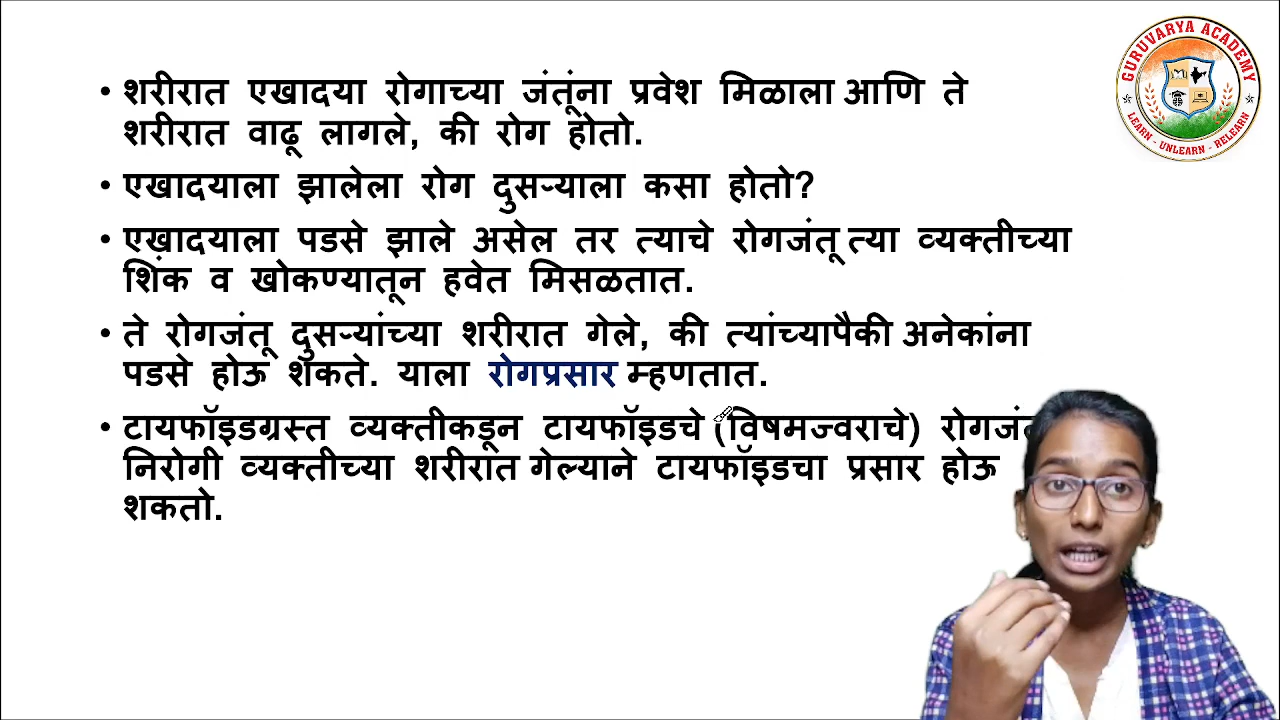 • शरीरात एखादया रोगाच्या जंतूंना प्रवेश मिळाला आणि ते
शरीरात वाढू लागले, की रोग होतो.
• एखादयाला झालेला रोग दुसऱ्याला कसा होतो?
• एखादयाला पडसे झाले असेल तर त्याचे रोगजंतू त्या व्यक्तीच्या
शिंक व खोकण्यातून हवेत मिसळतात.
• ते रोगजंतू दुसऱ्यांच्या शरीरात गेले, की त्यांच्यापैकी अनेकांना
पडसे होऊ शकते. याला रोगप्रसार म्हणतात.
• टायफॉइडग्रस्त व्यक्तीकडून टायफॉइडचे (विषमज्वराचे)
निरोगी व्यक्तीच्या शरीरात गेल्याने टायफॉइडचा प्रसार होऊ
शकतो.
GURUVARYA ACADEMY
LEARN - UNLEARN - RELEARN